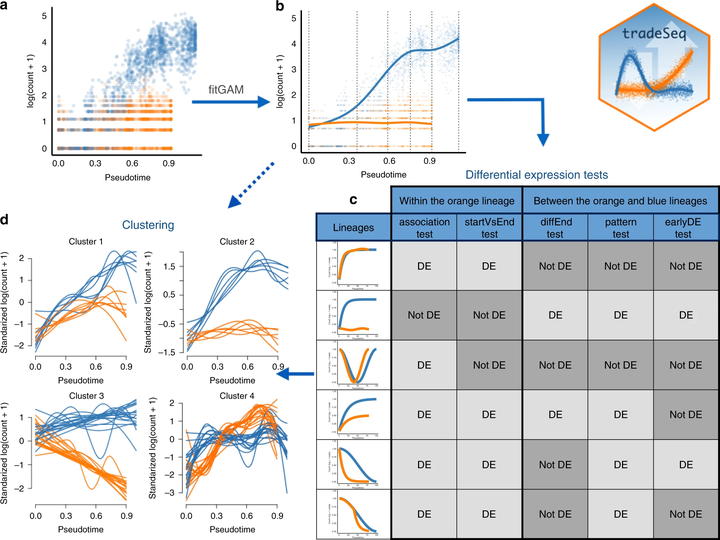 a
log(count + 1)
5
4
3
2
1
0
0.0
0.3
0.6
0.9
Pseudotime
fitGAM
b
log(count + 1)
5
4
3
2
1
0
0.0
0.3
0.6
0.9
Pseudotime
tradeSeq
Differential expression tests
c
Within the orange lineage
Between the orange and blue lineages
Lineages
association test
startVsEnd test
diffEnd test
pattern test
earlyDE test
DE
DE
Not DE
Not DE
Not DE
Not DE
Not DE
DE
DE
DE
DE
Not DE
Not DE
Not DE
Not DE
DE
DE
DE
DE
Not DE
DE
DE
Not DE
DE
DE
DE
DE
Not DE
DE
Not DE
d
Clustering
Cluster 1
Standarized log(count + 1)
2
1
0
−1
−2
0.0
0.3
0.6
0.9
Pseudotime
Cluster 2
Standarized log(count + 1)
1.5
0.5
−0.5
−1.5
0.0
0.3
0.6
0.9
Pseudotime
Cluster 3
Standarized log(count + 1)
1
0
−1
−2
0.0
0.3
0.6
0.9
Pseudotime
Cluster 4
Standarized log(count + 1)
2
1
0
−1
−2
−3
0.0
0.3
0.6
0.9
Pseudotime